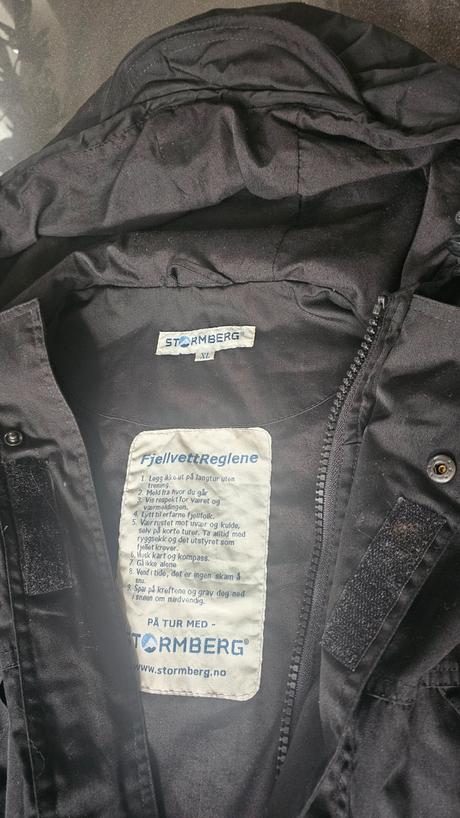 STORMBERG®
XL
FjellvettReglene
1. Legg ikke ut på langtur uten
trening.
2. Meld fra hvor du går
3. Vis respekt for været og
værmeldingen.
4. Lytt til erfarne fjellfolk.
5. Vær rustet mot uvær og kulde,
selv på korte turer. Ta alltid med
ryggsekk og det utstyret som
fjellet krever.
6. Husk kart og kompass.
7. Gå ikke alene
8. Vend i tide, det er ingen skam å
snu.
9. Spar på kreftene og grav deg ned
i snøen om nødvendig.
PÅ TUR MED -
STORMBERG®
www.stormberg.no